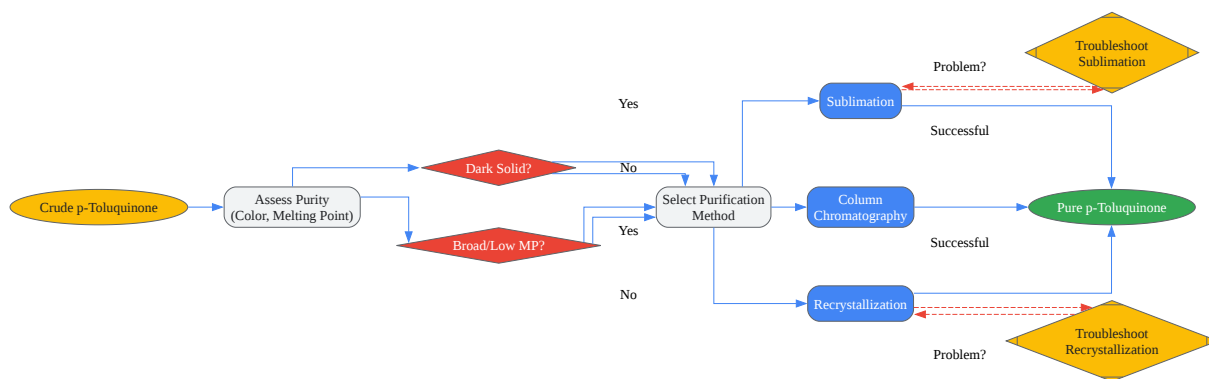 Troubleshoot
Sublimation
Problem?
Sublimation
Yes
Successful
Dark Solid?
No
Crude p-Toluquinone
Assess Purity
(Color, Melting Point)
Select Purification
Method
Column
Chromatography
Pure p-Toluquinone
Broad/Low MP?
Yes
Successful
No
Recrystallization
Troubleshoot
Recrystallization
Problem?